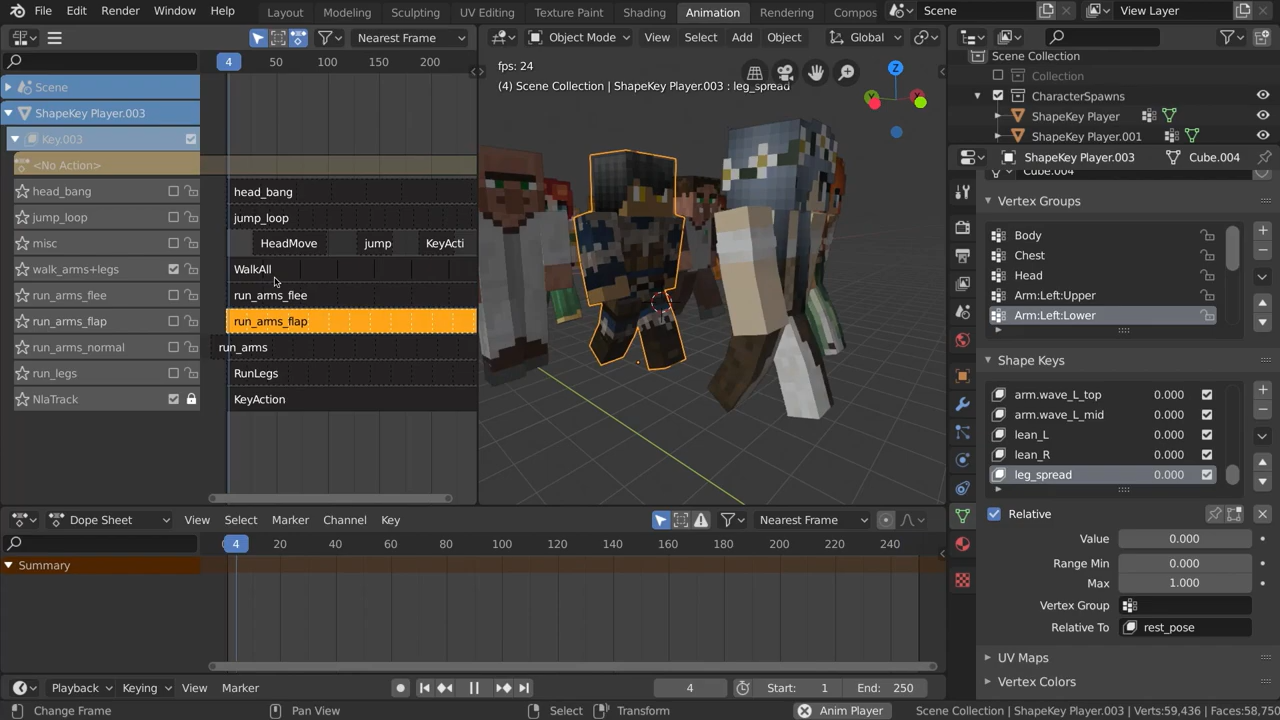 File Edit Render Window Help Layout Modeling Sculpting UV Editing Texture Paint Shading Animation Rendering Compos Scene View Layer
Nearest Frame Object Mode View Select Add Object Global
4 50 100 150 200
Scene
ShapeKey Player.003
Key.003
<No Action>
head_bang head_bang
jump_loop jump_loop
misc HeadMove jump KeyActi
walk_arms+legs WalkAll
run_arms_flee run_arms_flee
run_arms_flap run_arms_flap
run_arms_normal run_arms
run_legs RunLegs
NlaTrack KeyAction
fps: 24
(4) Scene Collection | ShapeKey Player.003 : leg_spread
Z
Y
Scene Collection
Collection
CharacterSpawns
ShapeKey Player
ShapeKey Player.001
ShapeKey Player.003 Cube.004
Cube.004
Vertex Groups
Body
Chest
Head
Arm:Left:Upper
Arm:Left:Lower
Shape Keys
arm.wave_L_top 0.000
arm.wave_L_mid 0.000
lean_L 0.000
lean_R 0.000
leg_spread 0.000
Relative
Value 0.000
Range Min 0.000
Max 1.000
Vertex Group
Relative To rest_pose
UV Maps
Vertex Colors
Dope Sheet View Select Marker Channel Key Nearest Frame
4 20 40 60 80 100 120 140 160 180 200 220 240
Summary
Playback Keying View Marker 4 Start: 1 End: 250
Change Frame Pan View Select Transform Anim Player Scene Collection | ShapeKey Player.003 | Verts:59,436 | Faces:58,750